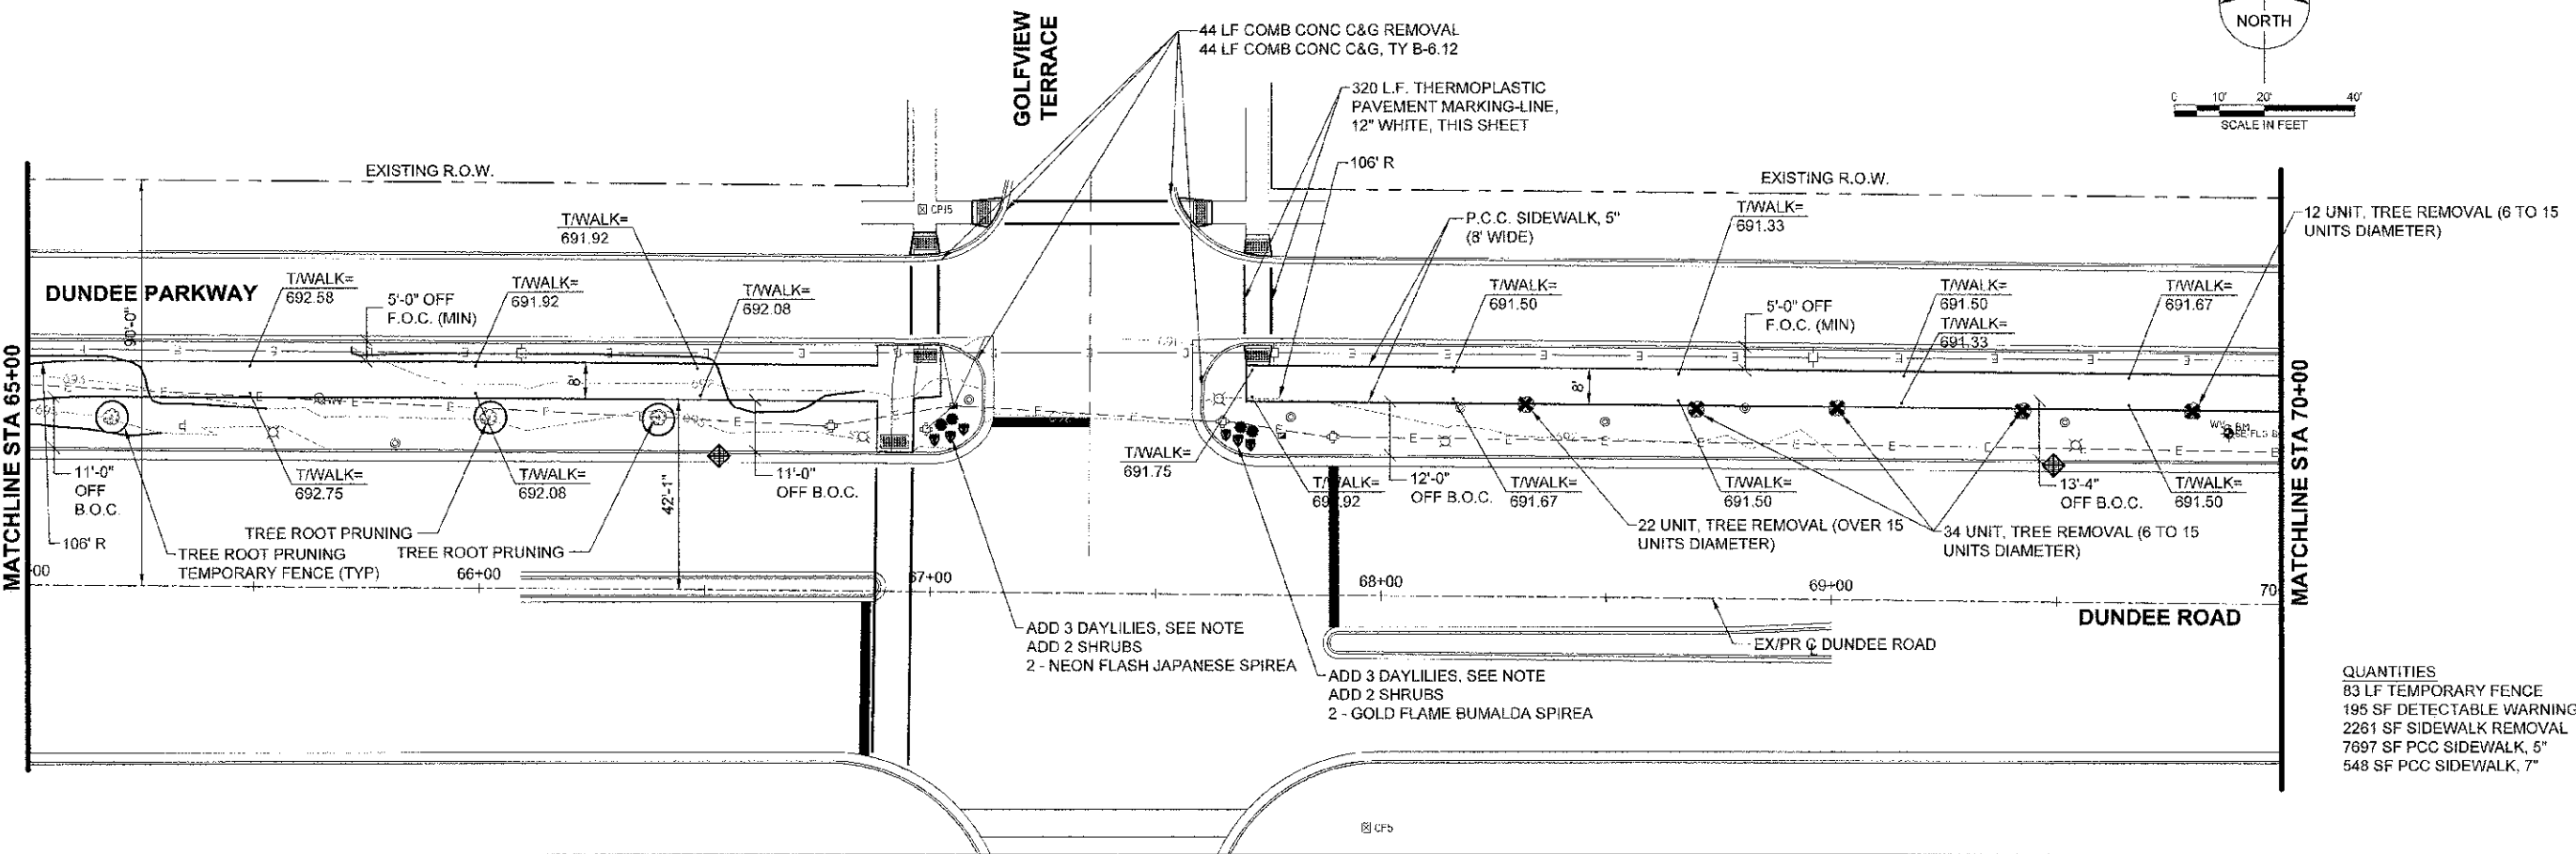 GOLFVIEW
TERRACE
44 LF COMB CONC C&G REMOVAL
44 LF COMB CONC C&G, TY B-6.12
NORTH
0 10' 20' 40'
SCALE IN FEET
320 L.F. THERMOPLASTIC
PAVEMENT MARKING-LINE,
12" WHITE, THIS SHEET
106' R
EXISTING R.O.W.
EXISTING R.O.W.
P.C.C. SIDEWALK, 5"
(8' WIDE)
12 UNIT, TREE REMOVAL (6 TO 15
UNITS DIAMETER)
T/WALK=
691.92
T/WALK=
691.33
DUNDEE PARKWAY
90'-0"
T/WALK=
692.58
5'-0" OFF
F.O.C. (MIN)
T/WALK=
691.92
T/WALK=
692.08
T/WALK=
691.50
5'-0" OFF
F.O.C. (MIN)
T/WALK=
691.50
T/WALK=
691.33
T/WALK=
691.67
MATCHLINE STA 65+00
MATCHLINE STA 70+00
8'
8'
11'-0"
OFF
B.O.C.
T/WALK=
692.75
T/WALK=
692.08
42'-1"
11'-0"
OFF B.O.C.
T/WALK=
691.75
T/WALK=
12'-0"
OFF B.O.C.
T/WALK=
691.67
T/WALK=
691.50
13'-4"
OFF B.O.C.
T/WALK=
691.50
106' R
TREE ROOT PRUNING
TREE ROOT PRUNING
TEMPORARY FENCE (TYP)
TREE ROOT PRUNING
22 UNIT, TREE REMOVAL (OVER 15
UNITS DIAMETER)
34 UNIT, TREE REMOVAL (6 TO 15
UNITS DIAMETER)
00
66+00
67+00
68+00
69+00
70
DUNDEE ROAD
ADD 3 DAYLILIES, SEE NOTE
ADD 2 SHRUBS
2 - NEON FLASH JAPANESE SPIREA
EX/PR ℄ DUNDEE ROAD
ADD 3 DAYLILIES, SEE NOTE
ADD 2 SHRUBS
2 - GOLD FLAME BUMALDA SPIREA
QUANTITIES
83 LF TEMPORARY FENCE
195 SF DETECTABLE WARNING
2261 SF SIDEWALK REMOVAL
7697 SF PCC SIDEWALK, 5"
548 SF PCC SIDEWALK, 7"